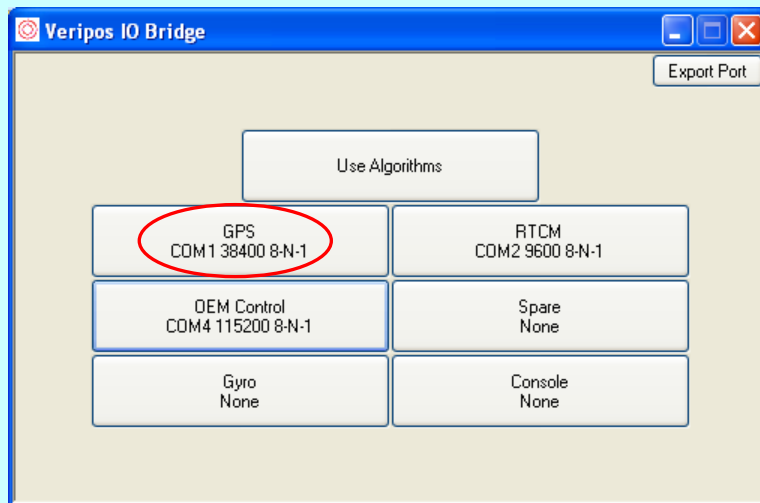 Veripos IO Bridge
Export Port
Use Algorithms
GPS
COM1 38400 8-N-1
RTCM
COM2 9600 8-N-1
OEM Control
COM4 115200 8-N-1
Spare
None
Gyro
None
Console
None